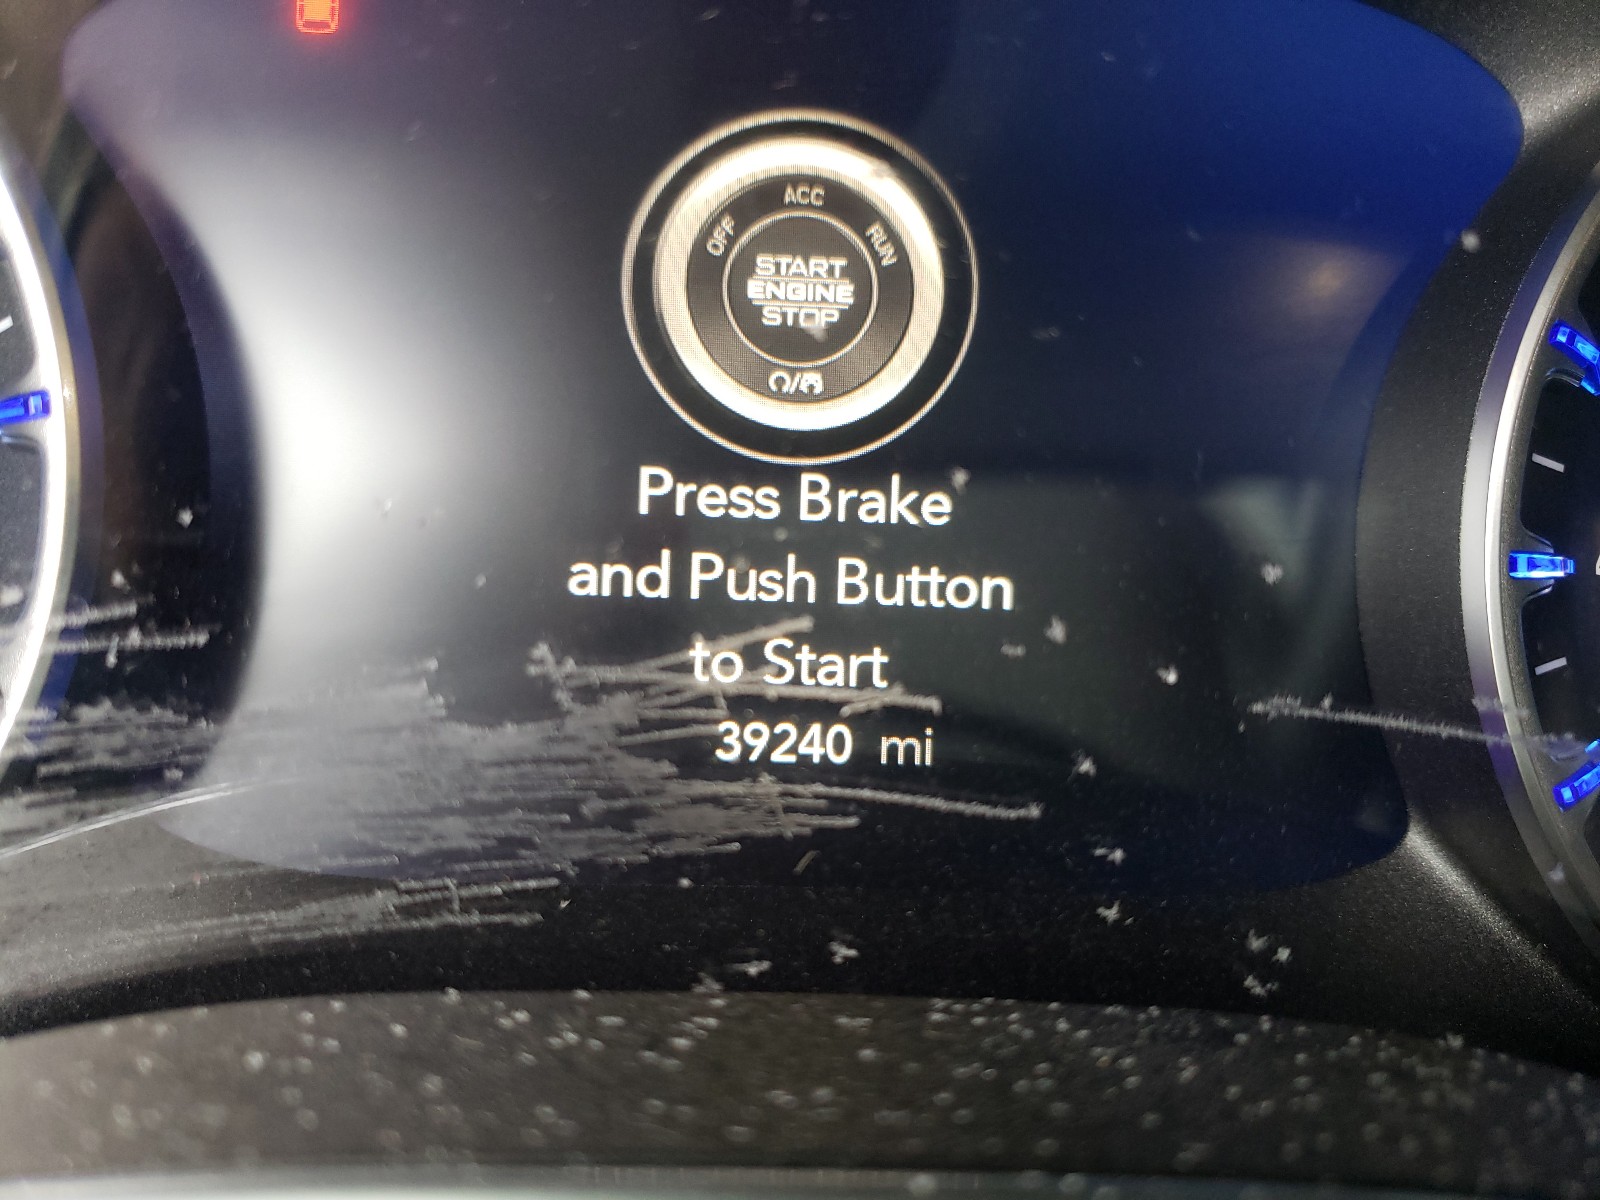 ACC
OFF
RUN
START
ENGINE
STOP
Press Brake
and Push Button
to Start
39240 mi